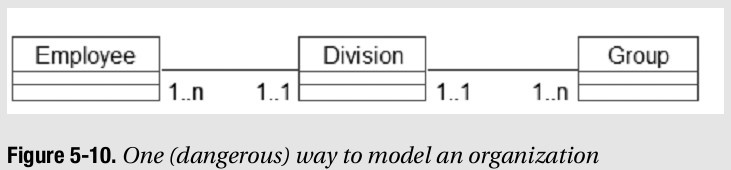 Employee Division Group
1..n 1..1 1..1 1..n
Figure 5-10. One (dangerous) way to model an organization